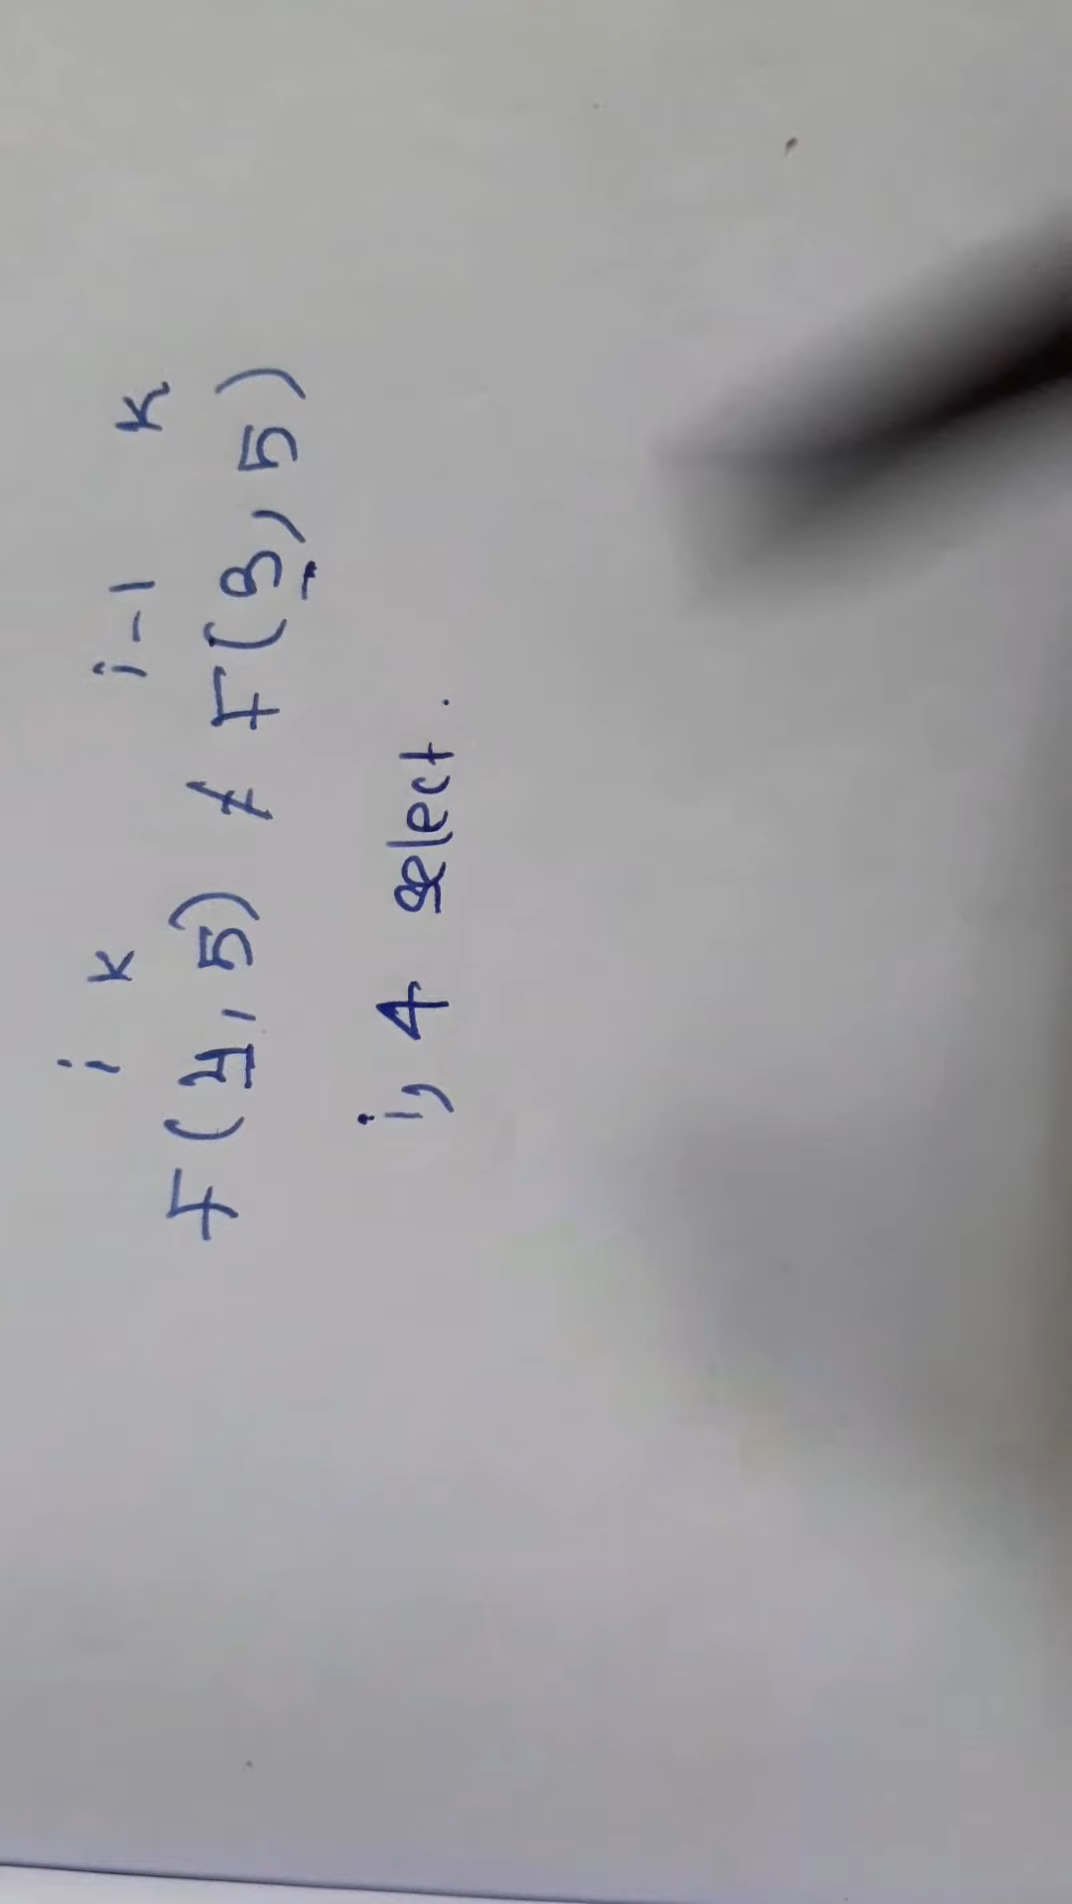 i k i-1 k
F(4,5) ≠ F(3,5)
i, 4 select.